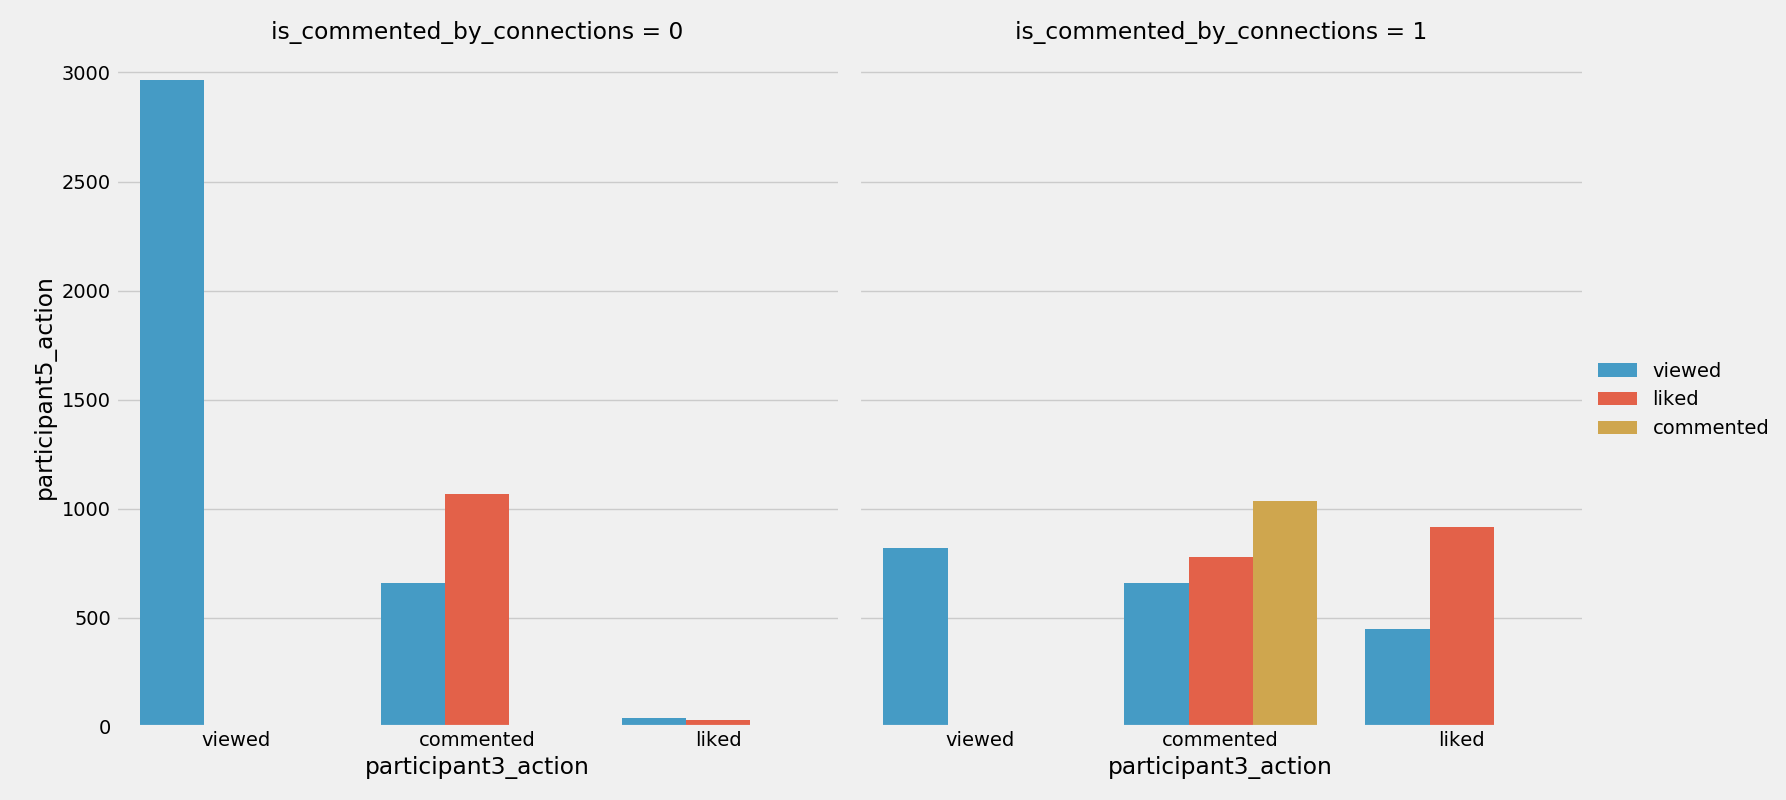 is_commented_by_connections = 0
is_commented_by_connections = 1
participant5_action
3000
2500
2000
1500
1000
500
0
viewed
commented
liked
participant3_action
viewed
commented
liked
participant3_action
viewed
liked
commented